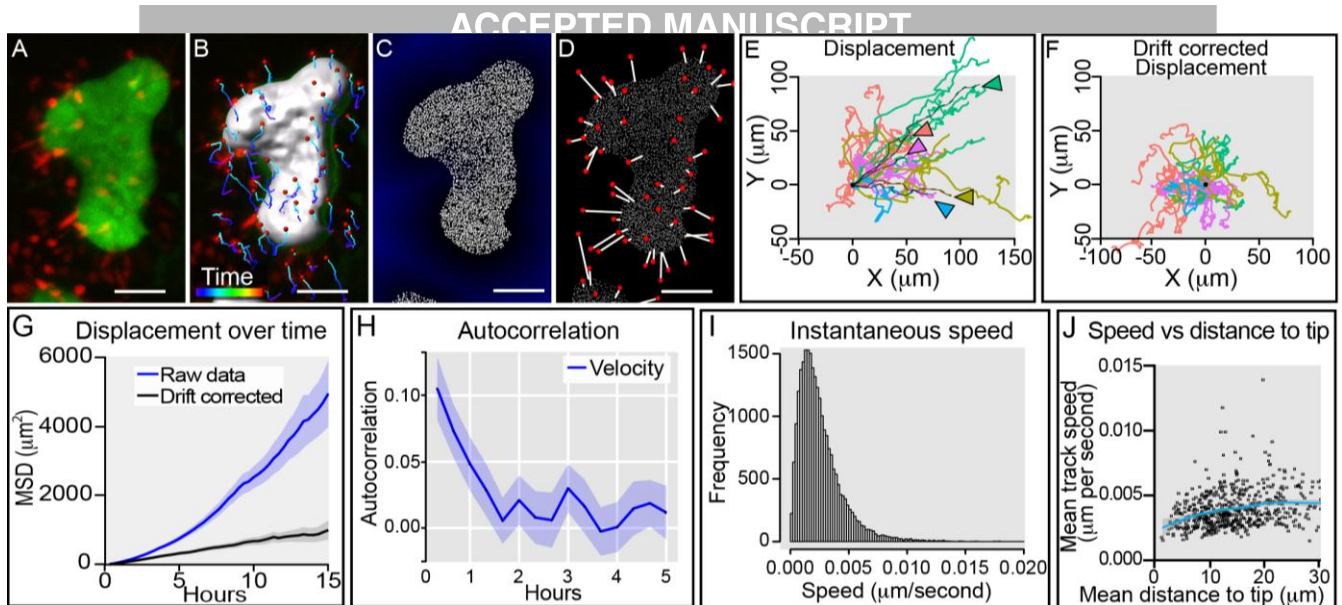 ACCEPTED MANUSCRIPT
A
B
Time
C
D
E
Displacement
100
50
0
-50
Y (μm)
-50 0 50 100 150
X (μm)
F
Drift corrected
Displacement
100
50
0
-50
Y (μm)
-100 -50 0 50 100
X (μm)
G Displacement over time
6000
4000
2000
0
MSD (μm²)
Raw data
Drift corrected
0 5 10 15
Hours
H Autocorrelation
Velocity
0.10
0.05
0.00
Autocorrelation
0 1 2 3 4 5
Hours
I Instantaneous speed
1500
1000
500
0
Frequency
0.000 0.005 0.010 0.015 0.020
Speed (μm/second)
J Speed vs distance to tip
0.015
0.010
0.005
0.000
Mean track speed
(μm per second)
0 10 20 30
Mean distance to tip (μm)